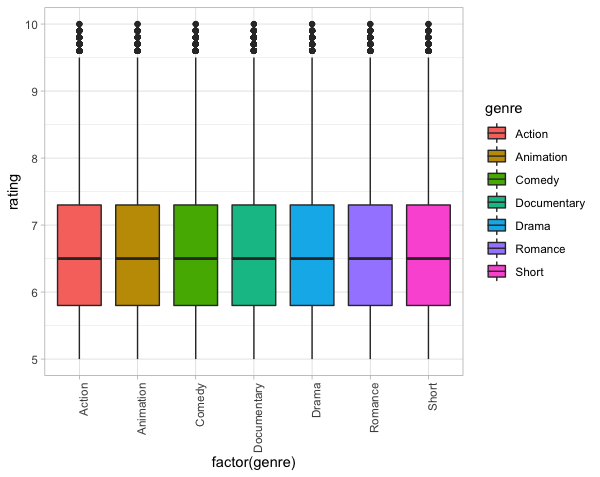 10
9
8
7
6
5
rating
Action
Animation
Comedy
Documentary
Drama
Romance
Short
factor(genre)
genre
Action
Animation
Comedy
Documentary
Drama
Romance
Short